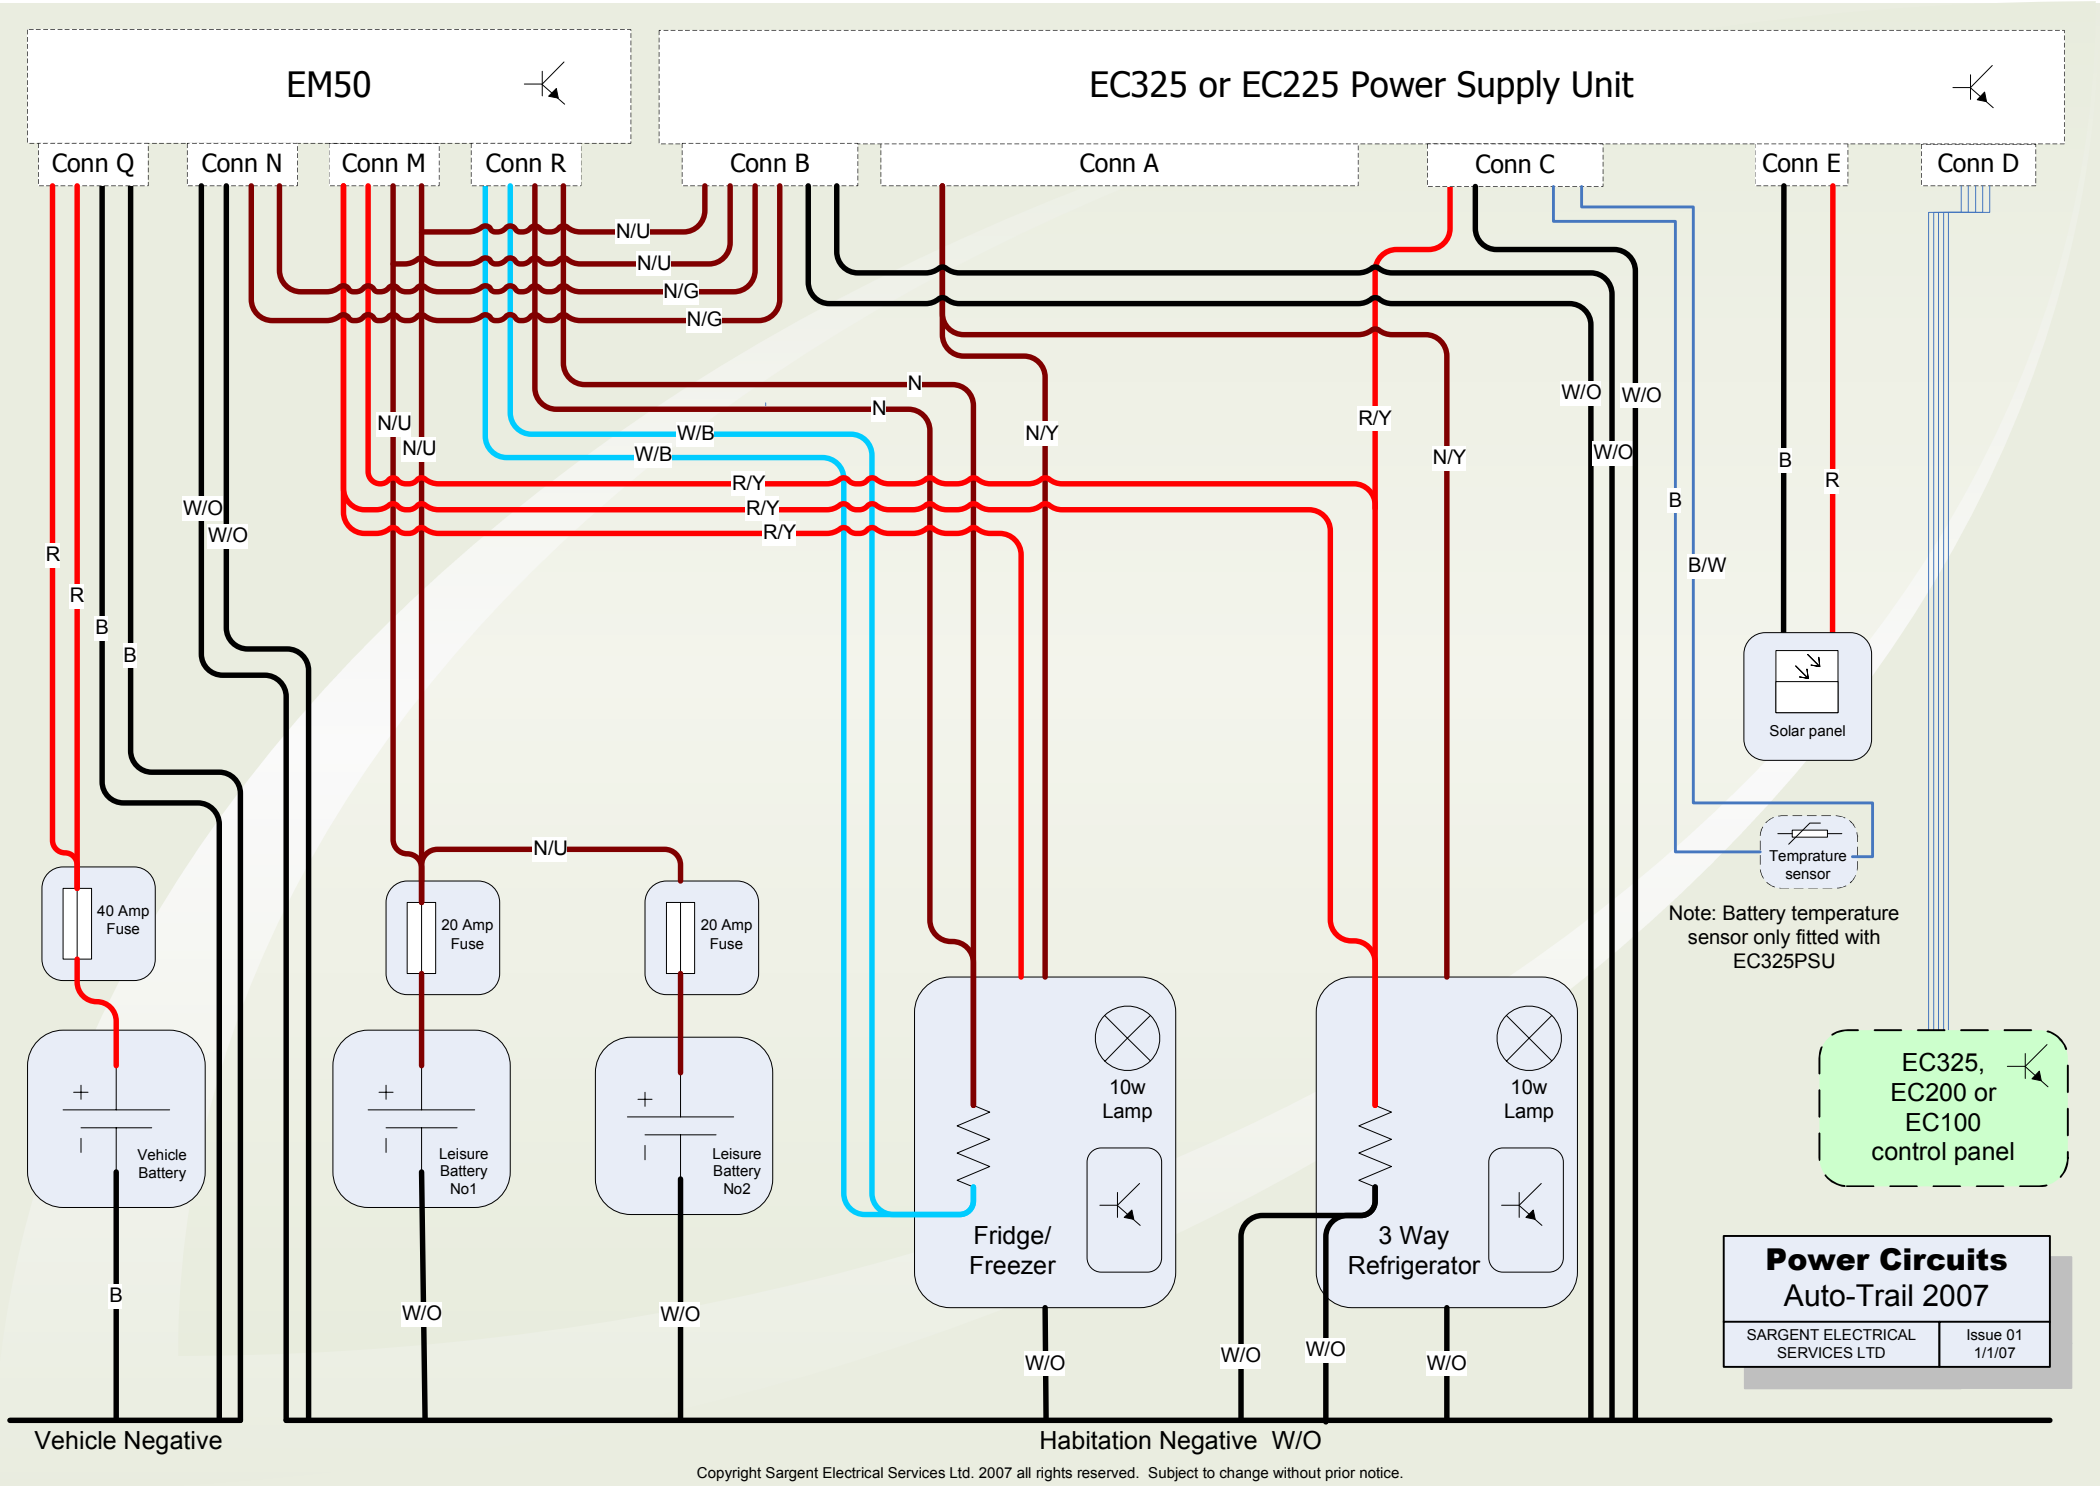 EM50
EC325 or EC225 Power Supply Unit
Conn Q
Conn N
Conn M
Conn R
Conn B
Conn A
Conn C
Conn E
Conn D
N/U
N/U
N/G
N/G
N
N
W/B
W/B
N/U
N/U
N/Y
R/Y
N/Y
W/O
W/O
W/O
R/Y
R/Y
R/Y
W/O
W/O
R
R
B
B
B
R
B
B/W
Solar panel
Temprature
sensor
Note: Battery temperature
sensor only fitted with
EC325PSU
N/U
40 Amp
Fuse
20 Amp
Fuse
20 Amp
Fuse
+
Vehicle
Battery
+
Leisure
Battery
No1
+
Leisure
Battery
No2
10w
Lamp
Fridge/
Freezer
10w
Lamp
3 Way
Refrigerator
EC325,
EC200 or
EC100
control panel
B
W/O
W/O
W/O
W/O
W/O
W/O
Power Circuits
Auto-Trail 2007
SARGENT ELECTRICAL
SERVICES LTD
Issue 01
1/1/07
Vehicle Negative
Habitation Negative W/O
Copyright Sargent Electrical Services Ltd. 2007 all rights reserved. Subject to change without prior notice.